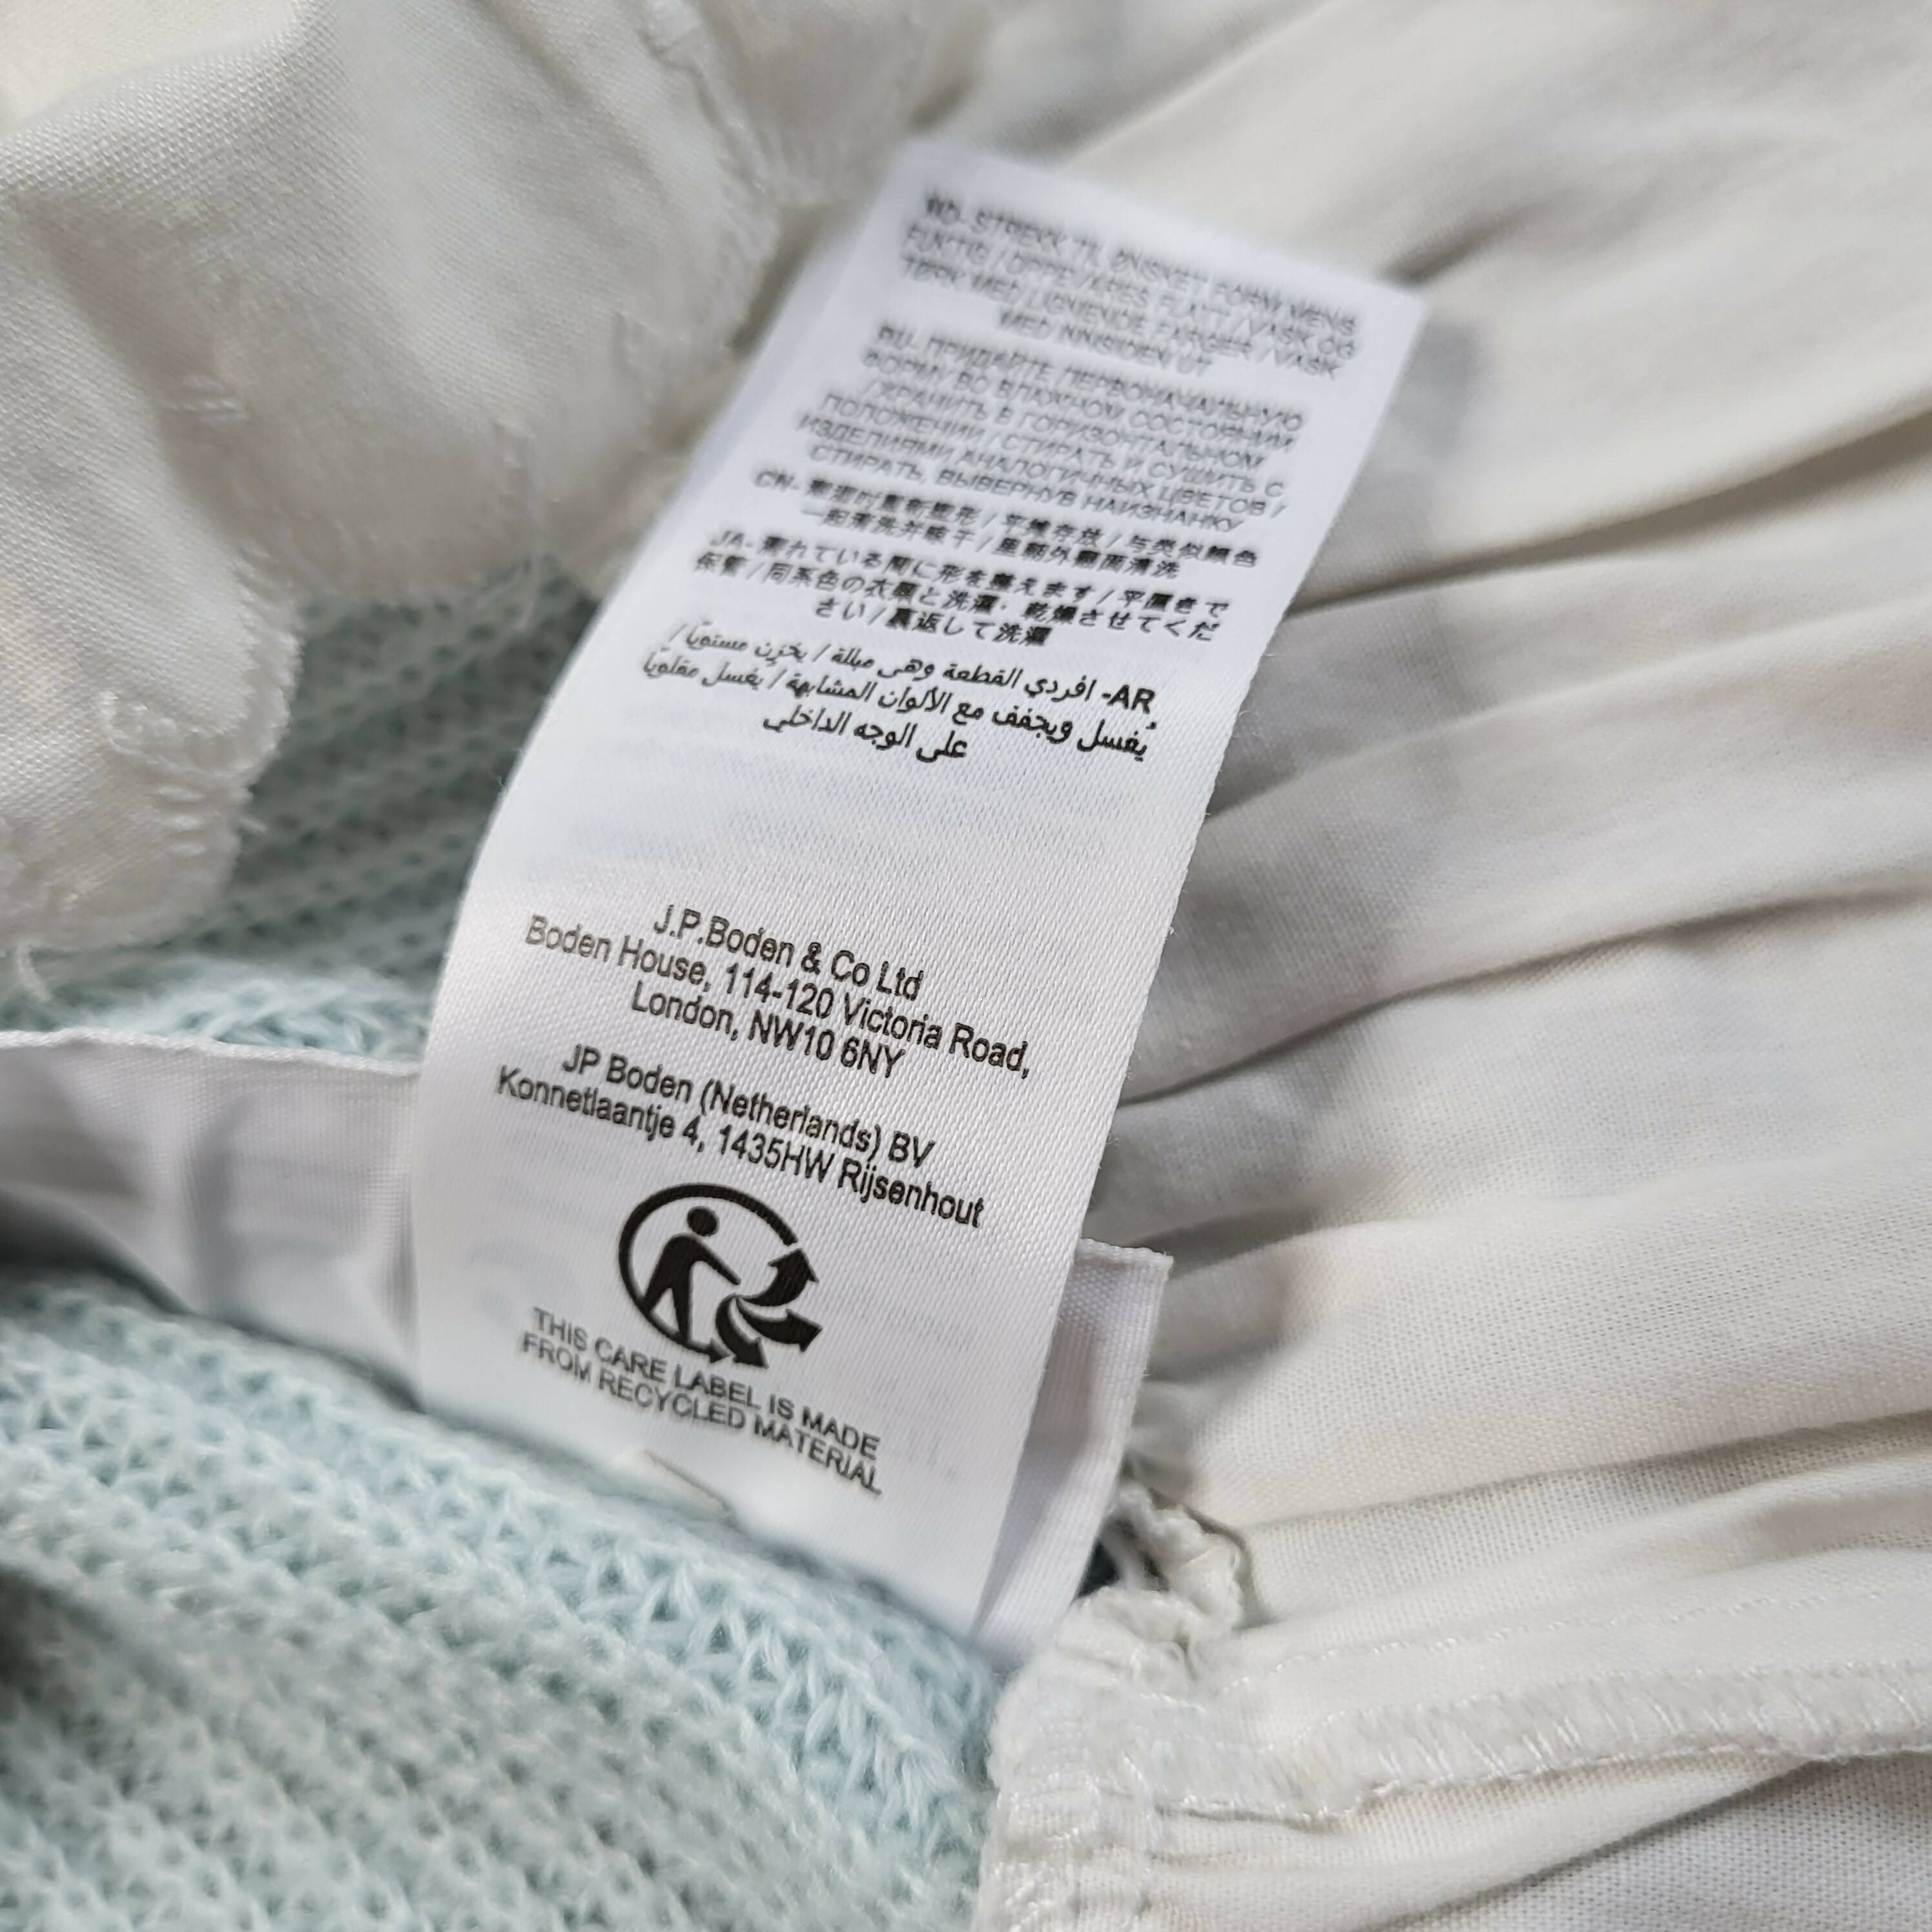 NO- STREKK TIL ØNSKET FORM MENS
FUKTIG / OPPBEVARES FLATT / VASK OG
TØRK MED LIGNENDE FARGER / VASK
MED INNSIDEN UT
RU- ПРИДАЙТЕ ПЕРВОНАЧАЛЬНУЮ
ФОРМУ ВО ВЛАЖНОМ СОСТОЯНИИ
/ ХРАНИТЬ В ГОРИЗОНТАЛЬНОМ
ПОЛОЖЕНИИ / СТИРАТЬ И СУШИТЬ С
ИЗДЕЛИЯМИ АНАЛОГИЧНЫХ ЦВЕТОВ /
СТИРАТЬ, ВЫВЕРНУВ НАИЗНАНКУ
CN- 潮湿时重新整形 / 平摊存放 / 与类似颜色
一起清洗并晾干 / 里朝外翻面清洗
JA- 濡れている間に形を整えます / 平置きで
保管 / 同系色の衣類と洗濯、乾燥させてくだ
さい / 裏返して洗濯
AR- افردي القطعة وهي مبللة / يخزن مستويًا /
يُغسل ويجفف مع الألوان المشابهة / يغسل مقلوبًا
على الوجه الداخلي
J.P.Boden & Co Ltd
Boden House, 114-120 Victoria Road,
London, NW10 6NY
JP Boden (Netherlands) BV
Konnetlaantje 4, 1435HW Rijsenhout
THIS CARE LABEL IS MADE
FROM RECYCLED MATERIAL